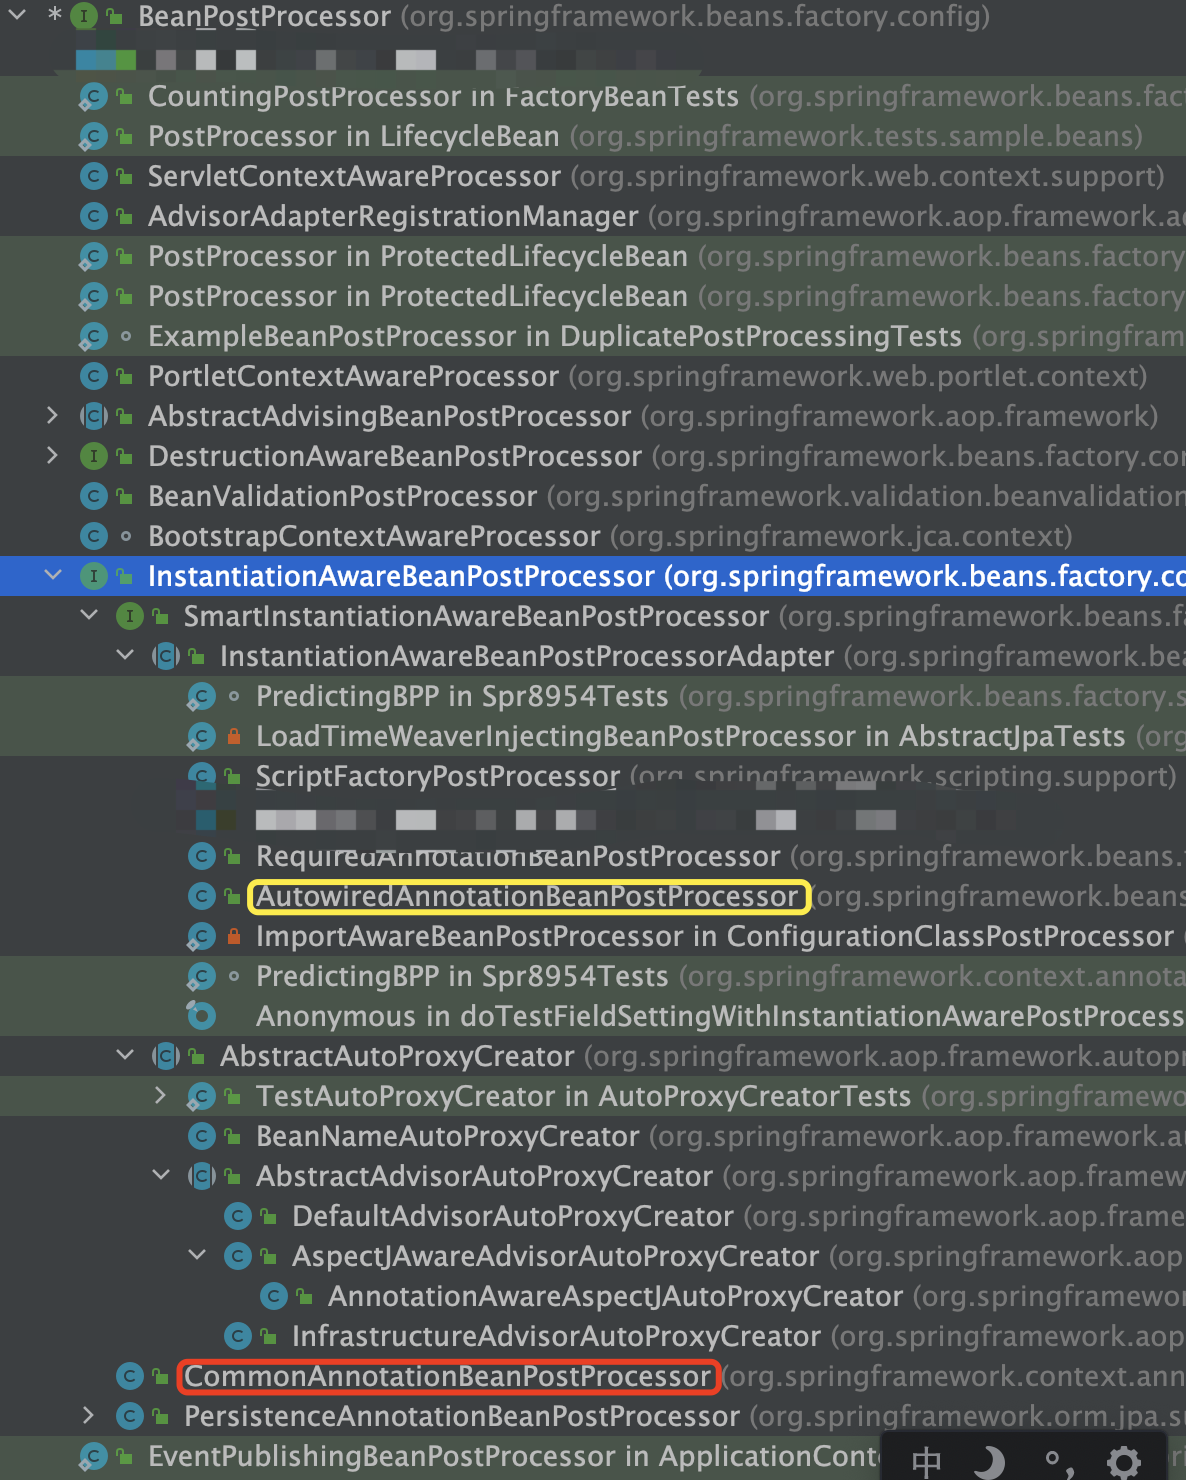 * BeanPostProcessor (org.springframework.beans.factory.config)
CountingPostProcessor in FactoryBeanTests (org.springframework.beans.fac
PostProcessor in LifecycleBean (org.springframework.tests.sample.beans)
ServletContextAwareProcessor (org.springframework.web.context.support)
AdvisorAdapterRegistrationManager (org.springframework.aop.framework.a
PostProcessor in ProtectedLifecycleBean (org.springframework.beans.factory
PostProcessor in ProtectedLifecycleBean (org.springframework.beans.factory
ExampleBeanPostProcessor in DuplicatePostProcessingTests (org.springfram
PortletContextAwareProcessor (org.springframework.web.portlet.context)
AbstractAdvisingBeanPostProcessor (org.springframework.aop.framework)
DestructionAwareBeanPostProcessor (org.springframework.beans.factory.co
BeanValidationPostProcessor (org.springframework.validation.beanvalidation
BootstrapContextAwareProcessor (org.springframework.jca.context)
InstantiationAwareBeanPostProcessor (org.springframework.beans.factory.co
SmartInstantiationAwareBeanPostProcessor (org.springframework.beans.f
InstantiationAwareBeanPostProcessorAdapter (org.springframework.be
PredictingBPP in Spr8954Tests (org.springframework.beans.factory.s
LoadTimeWeaverInjectingBeanPostProcessor in AbstractJpaTests (org
ScriptFactoryPostProcessor (org.springframework.scripting.support)
RequiredAnnotationBeanPostProcessor (org.springframework.beans.
AutowiredAnnotationBeanPostProcessor (org.springframework.beans
ImportAwareBeanPostProcessor in ConfigurationClassPostProcessor (
PredictingBPP in Spr8954Tests (org.springframework.context.annota
Anonymous in doTestFieldSettingWithInstantiationAwarePostProcess
AbstractAutoProxyCreator (org.springframework.aop.framework.autopr
TestAutoProxyCreator in AutoProxyCreatorTests (org.springframewo
BeanNameAutoProxyCreator (org.springframework.aop.framework.a
AbstractAdvisorAutoProxyCreator (org.springframework.aop.framew
DefaultAdvisorAutoProxyCreator (org.springframework.aop.frame
AspectJAwareAdvisorAutoProxyCreator (org.springframework.aop
AnnotationAwareAspectJAutoProxyCreator (org.springframewor
InfrastructureAdvisorAutoProxyCreator (org.springframework.aop
CommonAnnotationBeanPostProcessor (org.springframework.context.ann
PersistenceAnnotationBeanPostProcessor (org.springframework.orm.jpa.s
EventPublishingBeanPostProcessor in ApplicationCont
中